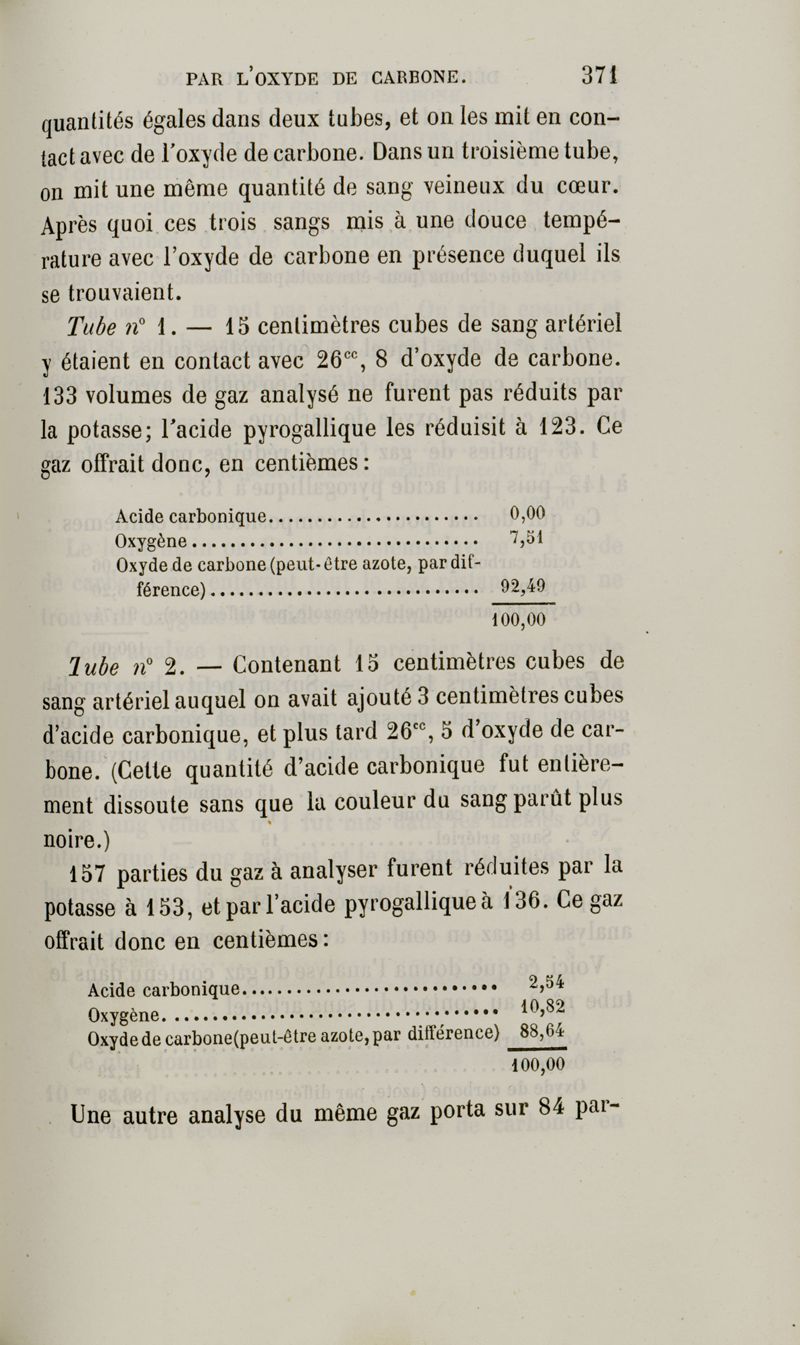 PAR L'OXYDE DE CARBONE. 371
quantités égales dans deux tubes, et on les mit en con-
tact avec de l'oxyde de carbone. Dans un troisième tube,
on mit une même quantité de sang veineux du cœur.
Après quoi ces trois sangs mis à une douce tempé-
rature avec l'oxyde de carbone en présence duquel ils
se trouvaient.
Tube n° 1. — 15 centimètres cubes de sang artériel
y étaient en contact avec 26cc, 8 d'oxyde de carbone.
133 volumes de gaz analysé ne furent pas réduits par
la potasse; l'acide pyrogallique les réduisit à 123. Ce
gaz offrait donc, en centièmes :
Acide carbonique...................... 0,00
Oxygène.............................. 7,51
Oxyde de carbone (peut-être azote, par dif-
férence)............................ 92,49
100,00
Tube n° 2. — Contenant 15 centimètres cubes de
sang artériel auquel on avait ajouté 3 centimètres cubes
d'acide carbonique, et plus tard 26cc, 5 d'oxyde de car-
bone. (Cette quantité d'acide carbonique fut entière-
ment dissoute sans que la couleur du sang parût plus
noire.)
157 parties du gaz à analyser furent réduites par la
potasse à 153, et par l'acide pyrogallique à 136. Ce gaz
offrait donc en centièmes :
Acide carbonique........................... 2,54
Oxygène. .................................. 10,82
Oxyde de carbone (peut-être azote, par différence) 88,64
100,00
Une autre analyse du même gaz porta sur 84 par-